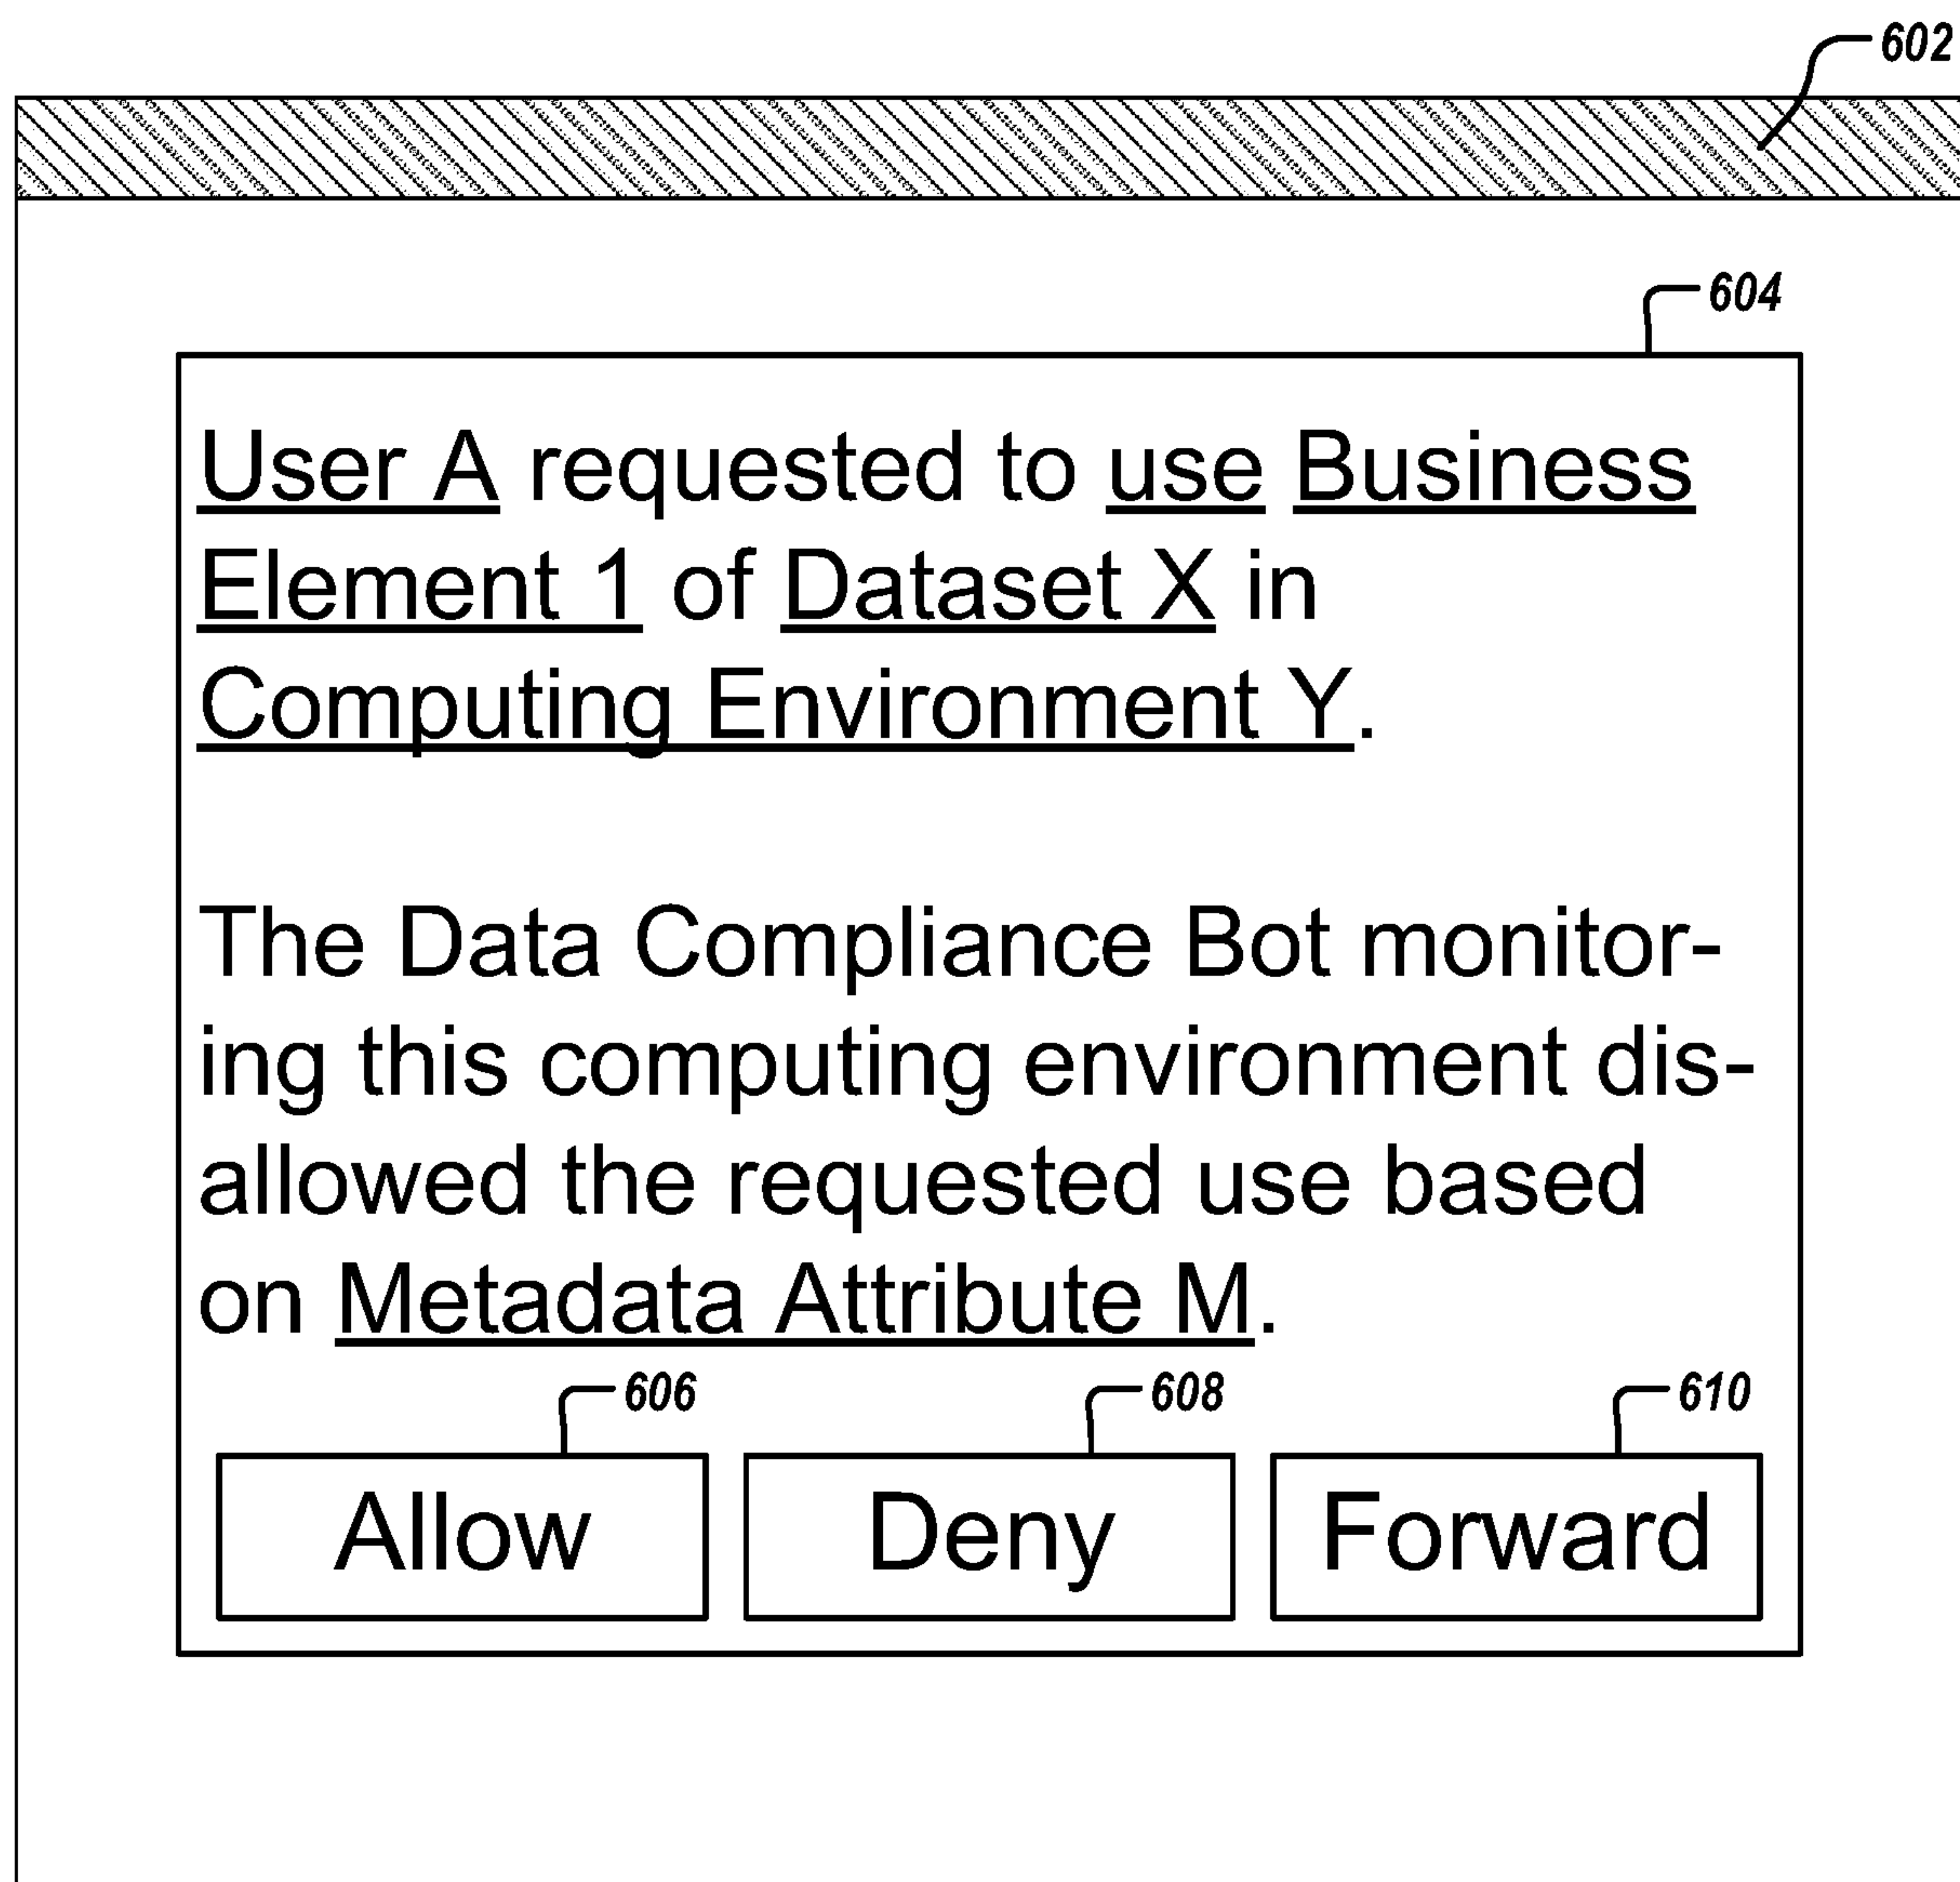 602
604
User A requested to use Business
Element 1 of Dataset X in
Computing Environment Y.
The Data Compliance Bot monitor-
ing this computing environment dis-
allowed the requested use based
on Metadata Attribute M.
606 608 610
Allow Deny Forward